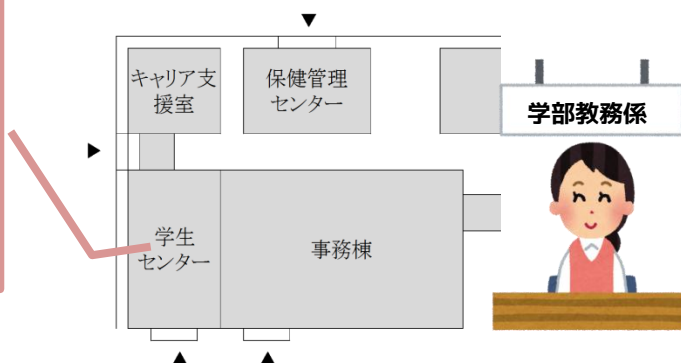 キャリア支
援室
保健管理
センター
学部教務係
学生
センター
事務棟